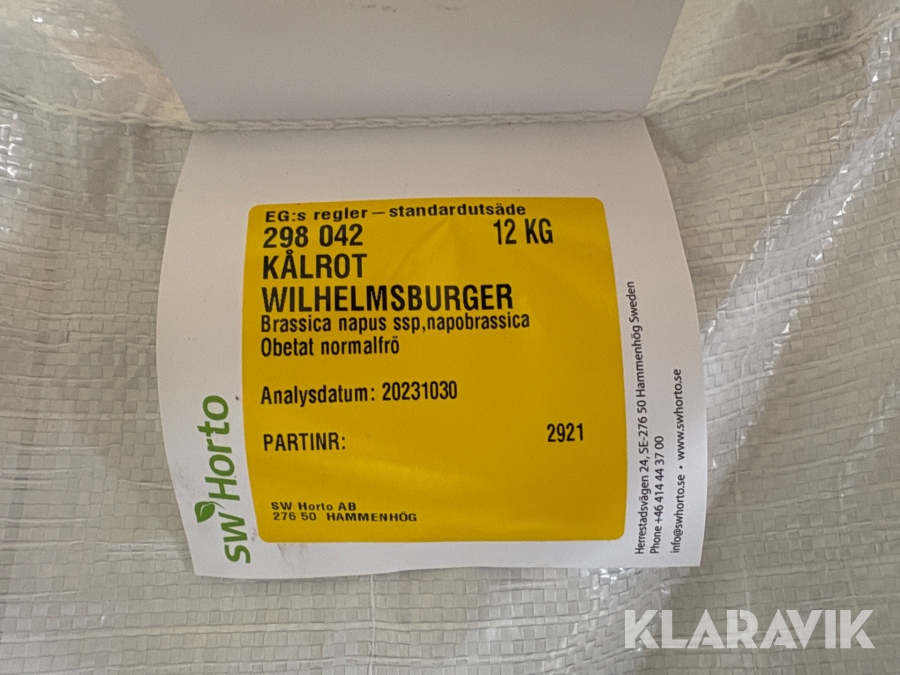 EG:s regler – standardutsäde
298 042 12 KG
KÅLROT
WILHELMSBURGER
Brassica napus ssp,napobrassica
Obetat normalfrö
Analysdatum: 20231030
PARTINR: 2921
SW Horto AB
276 50 HAMMENHÖG
SW Horto
Herrestadsvägen 24, SE-276 50 Hammenhög Sweden
Phone +46 414 44 37 00
info@swhorto.se • www.swhorto.se
KLARAVIK